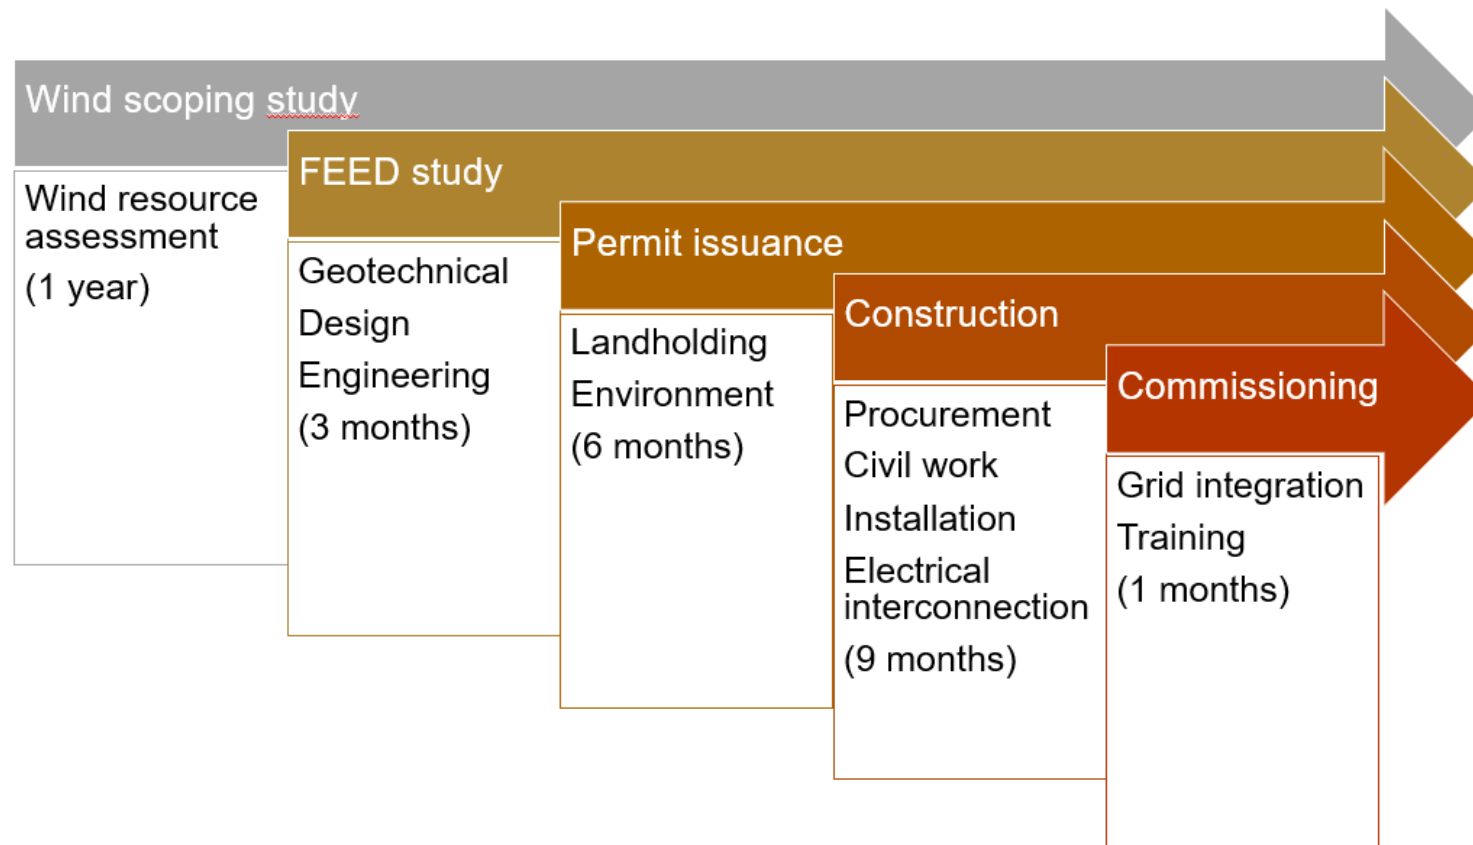 Wind scoping study
Wind resource
assessment
(1 year)
FEED study
Geotechnical
Design
Engineering
(3 months)
Permit issuance
Landholding
Environment
(6 months)
Construction
Procurement
Civil work
Installation
Electrical
interconnection
(9 months)
Commissioning
Grid integration
Training
(1 months)